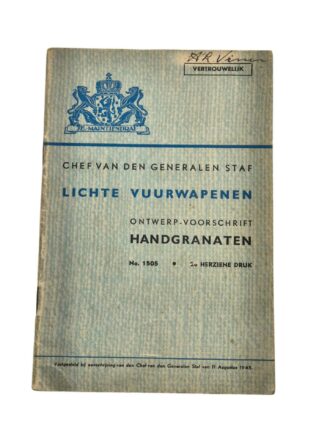 VERTROUWELIJK
JE MAINTIENDRAI
CHEF VAN DEN GENERALEN STAF
LICHTE VUURWAPENEN
ONTWERP-VOORSCHRIFT
HANDGRANATEN
No. 1505 • 2e HERZIENE DRUK
Vastgesteld bij aanschrijving van den Chef van den Generalen Staf van 11 Augustus 1945.